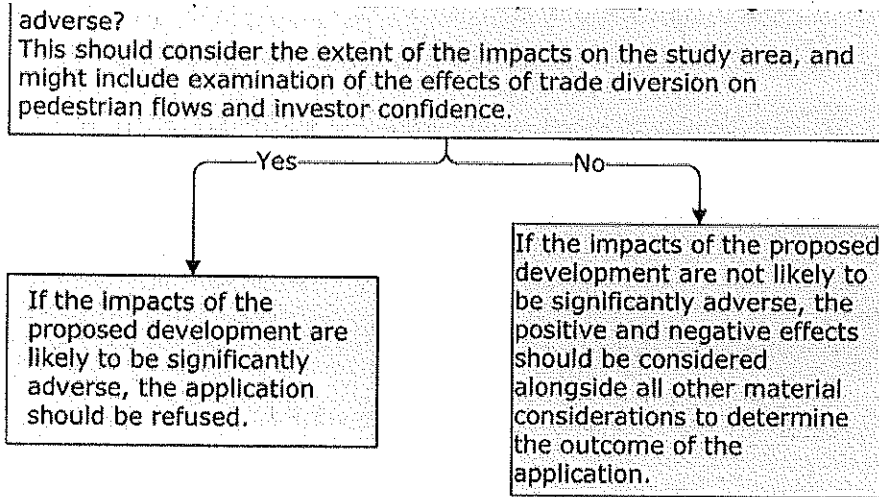 adverse?
This should consider the extent of the impacts on the study area, and
might include examination of the effects of trade diversion on
pedestrian flows and investor confidence.
Yes
No
If the impacts of the
proposed development are
likely to be significantly
adverse, the application
should be refused.
If the impacts of the proposed
development are not likely to
be significantly adverse, the
positive and negative effects
should be considered
alongside all other material
considerations to determine
the outcome of the
application.